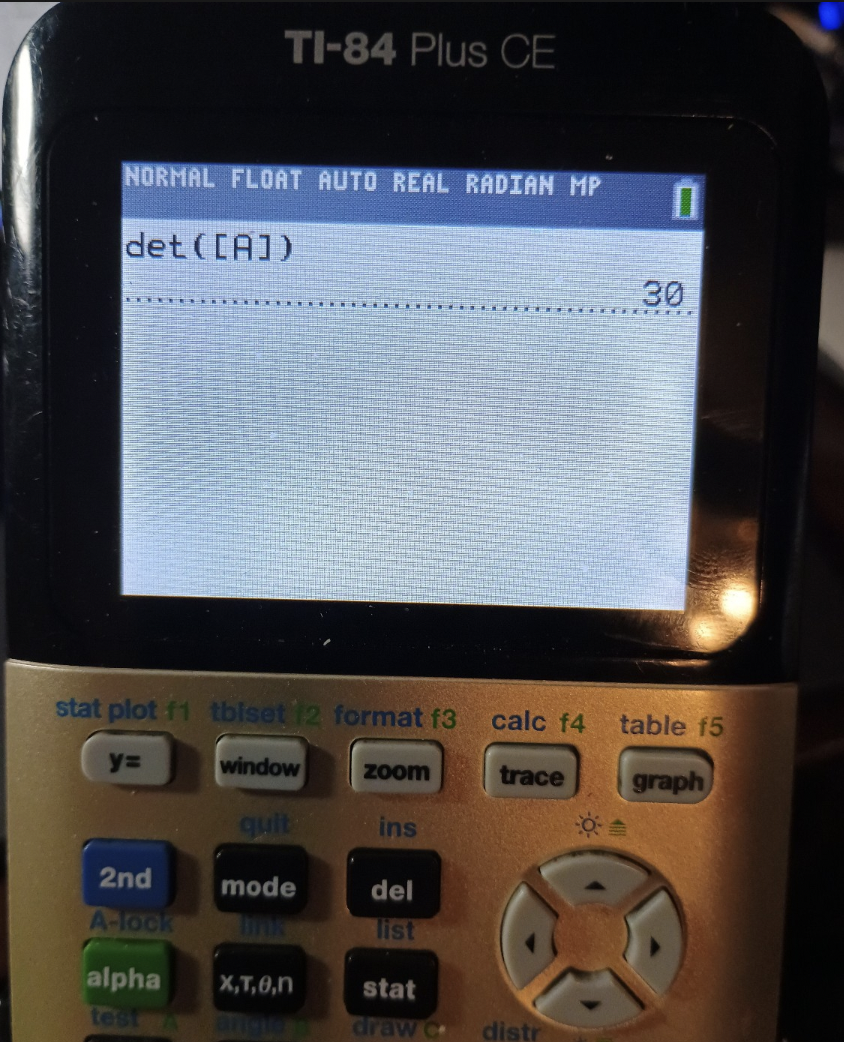 TI-84 Plus CE
NORMAL FLOAT AUTO REAL RADIAN MP
det([A])
30
stat plot f1 tblset f2 format f3 calc f4 table f5
y= window zoom trace graph
quit ins
2nd mode del
A-lock link list
alpha X,T,θ,n stat
test A angle B draw C distr